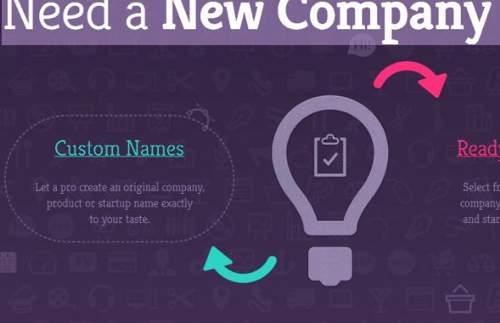 Need a New Company
Custom Names
Let a pro create an original company,
product or startup name exactly
to your taste.
Ready
Select f
company
and star